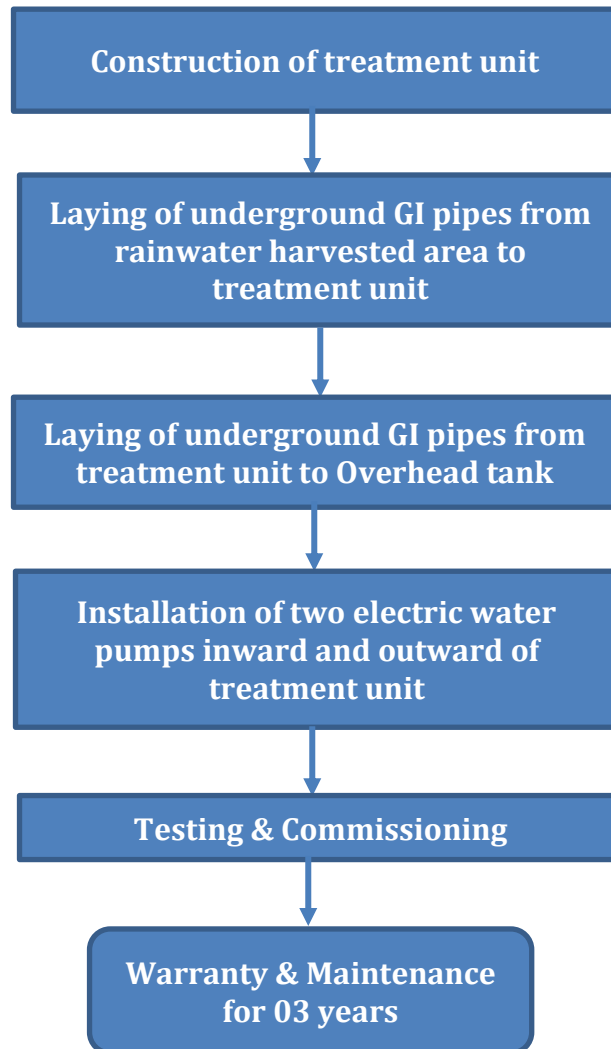 Construction of treatment unit
Laying of underground GI pipes from
rainwater harvested area to
treatment unit
Laying of underground GI pipes from
treatment unit to Overhead tank
Installation of two electric water
pumps inward and outward of
treatment unit
Testing & Commissioning
Warranty & Maintenance
for 03 years